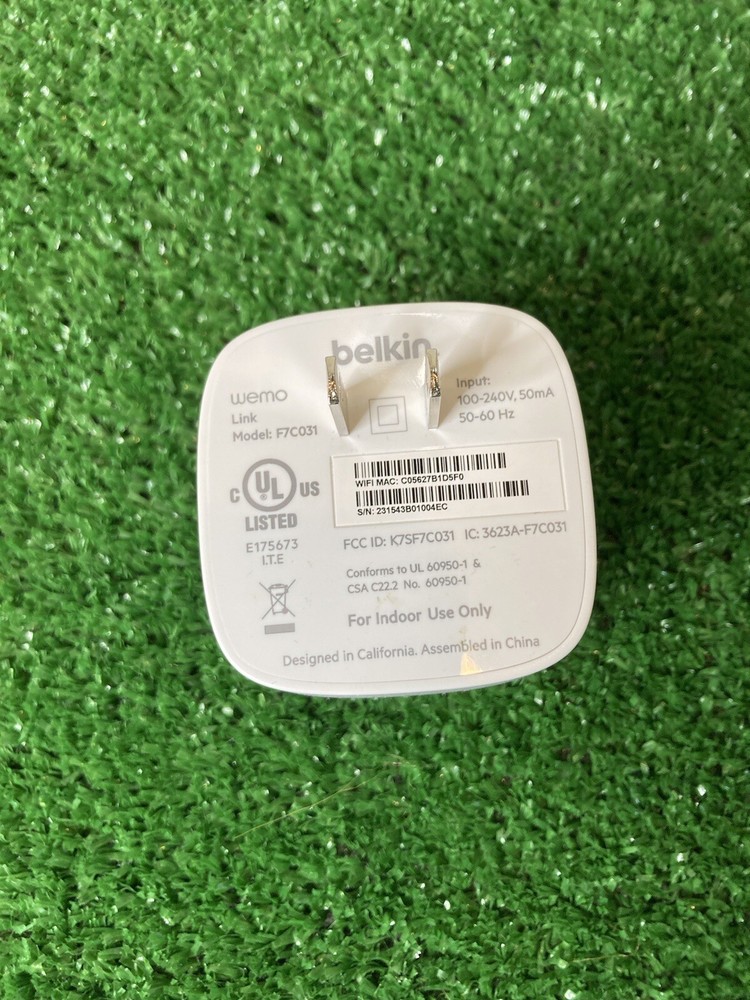 belkin
wemo
Link
Model: F7C031
Input:
100-240V, 50mA
50-60 Hz
C UL US
LISTED
E175673
I.T.E
WIFI MAC: C05627B1D5F0
S/N: 231543B01004EC
FCC ID: K7SF7C031 IC: 3623A-F7C031
Conforms to UL 60950-1 &
CSA C22.2 No. 60950-1
For Indoor Use Only
Designed in California. Assembled in China